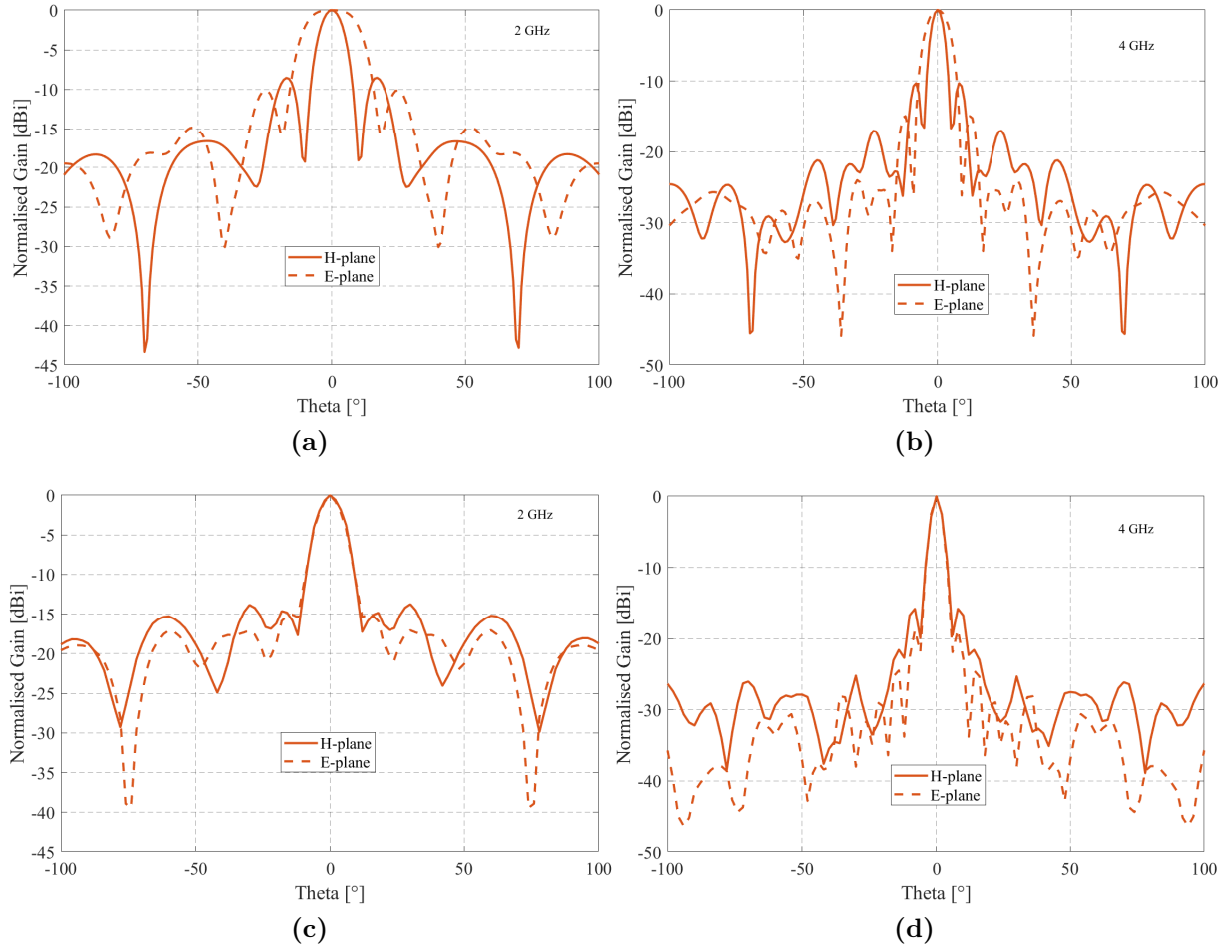 0
-5
-10
-15
-20
-25
-30
-35
-40
-45
Normalised Gain [dBi]
2 GHz
H-plane
E-plane
-100 -50 0 50 100
Theta [°]
(a)
0
-10
-20
-30
-40
-50
Normalised Gain [dBi]
4 GHz
H-plane
E-plane
-100 -50 0 50 100
Theta [°]
(b)
0
-5
-10
-15
-20
-25
-30
-35
-40
-45
Normalised Gain [dBi]
2 GHz
H-plane
E-plane
-100 -50 0 50 100
Theta [°]
(c)
0
-10
-20
-30
-40
-50
Normalised Gain [dBi]
4 GHz
H-plane
E-plane
-100 -50 0 50 100
Theta [°]
(d)